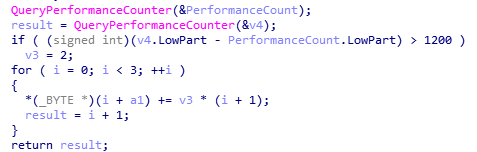 QueryPerformanceCounter(&PerformanceCount);
result = QueryPerformanceCounter(&v4);
if ( (signed int)(v4.LowPart - PerformanceCount.LowPart) > 1200 )
  v3 = 2;
for ( i = 0; i < 3; ++i )
{
  *(_BYTE *)(i + a1) += v3 * (i + 1);
  result = i + 1;
}
return result;